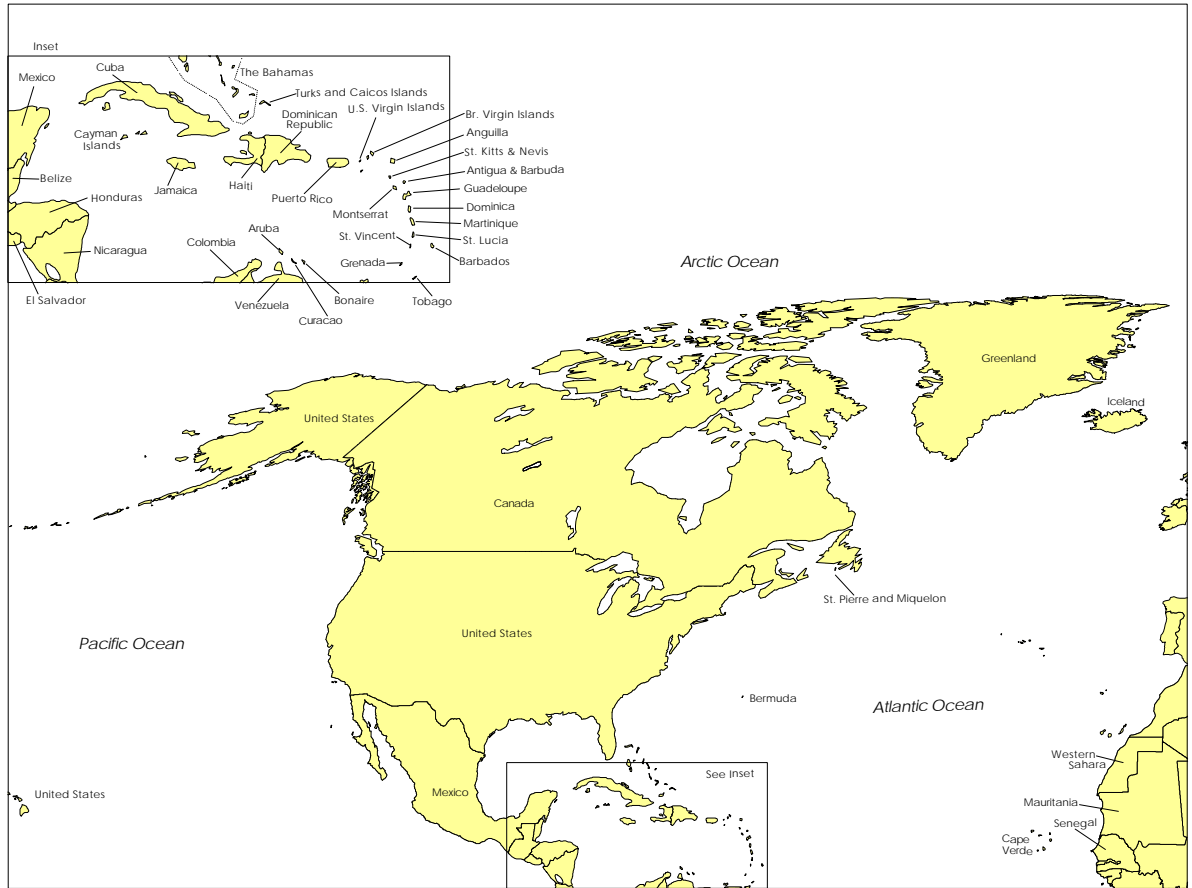 Inset
Mexico
Cuba
The Bahamas
Turks and Caicos Islands
U.S. Virgin Islands
Br. Virgin Islands
Dominican
Republic
Cayman
Islands
Anguilla
St. Kitts & Nevis
Antigua & Barbuda
Belize
Jamaica
Haiti
Puerto Rico
Guadeloupe
Honduras
Montserrat
Dominica
Martinique
Aruba
St. Vincent
St. Lucia
Nicaragua
Colombia
Grenada
Barbados
El Salvador
Venezuela
Bonaire
Tobago
Curacao
Arctic Ocean
Greenland
Iceland
United States
Canada
St. Pierre and Miquelon
United States
Pacific Ocean
Bermuda
Atlantic Ocean
Western
Sahara
See Inset
United States
Mexico
Mauritania
Senegal
Cape
Verde